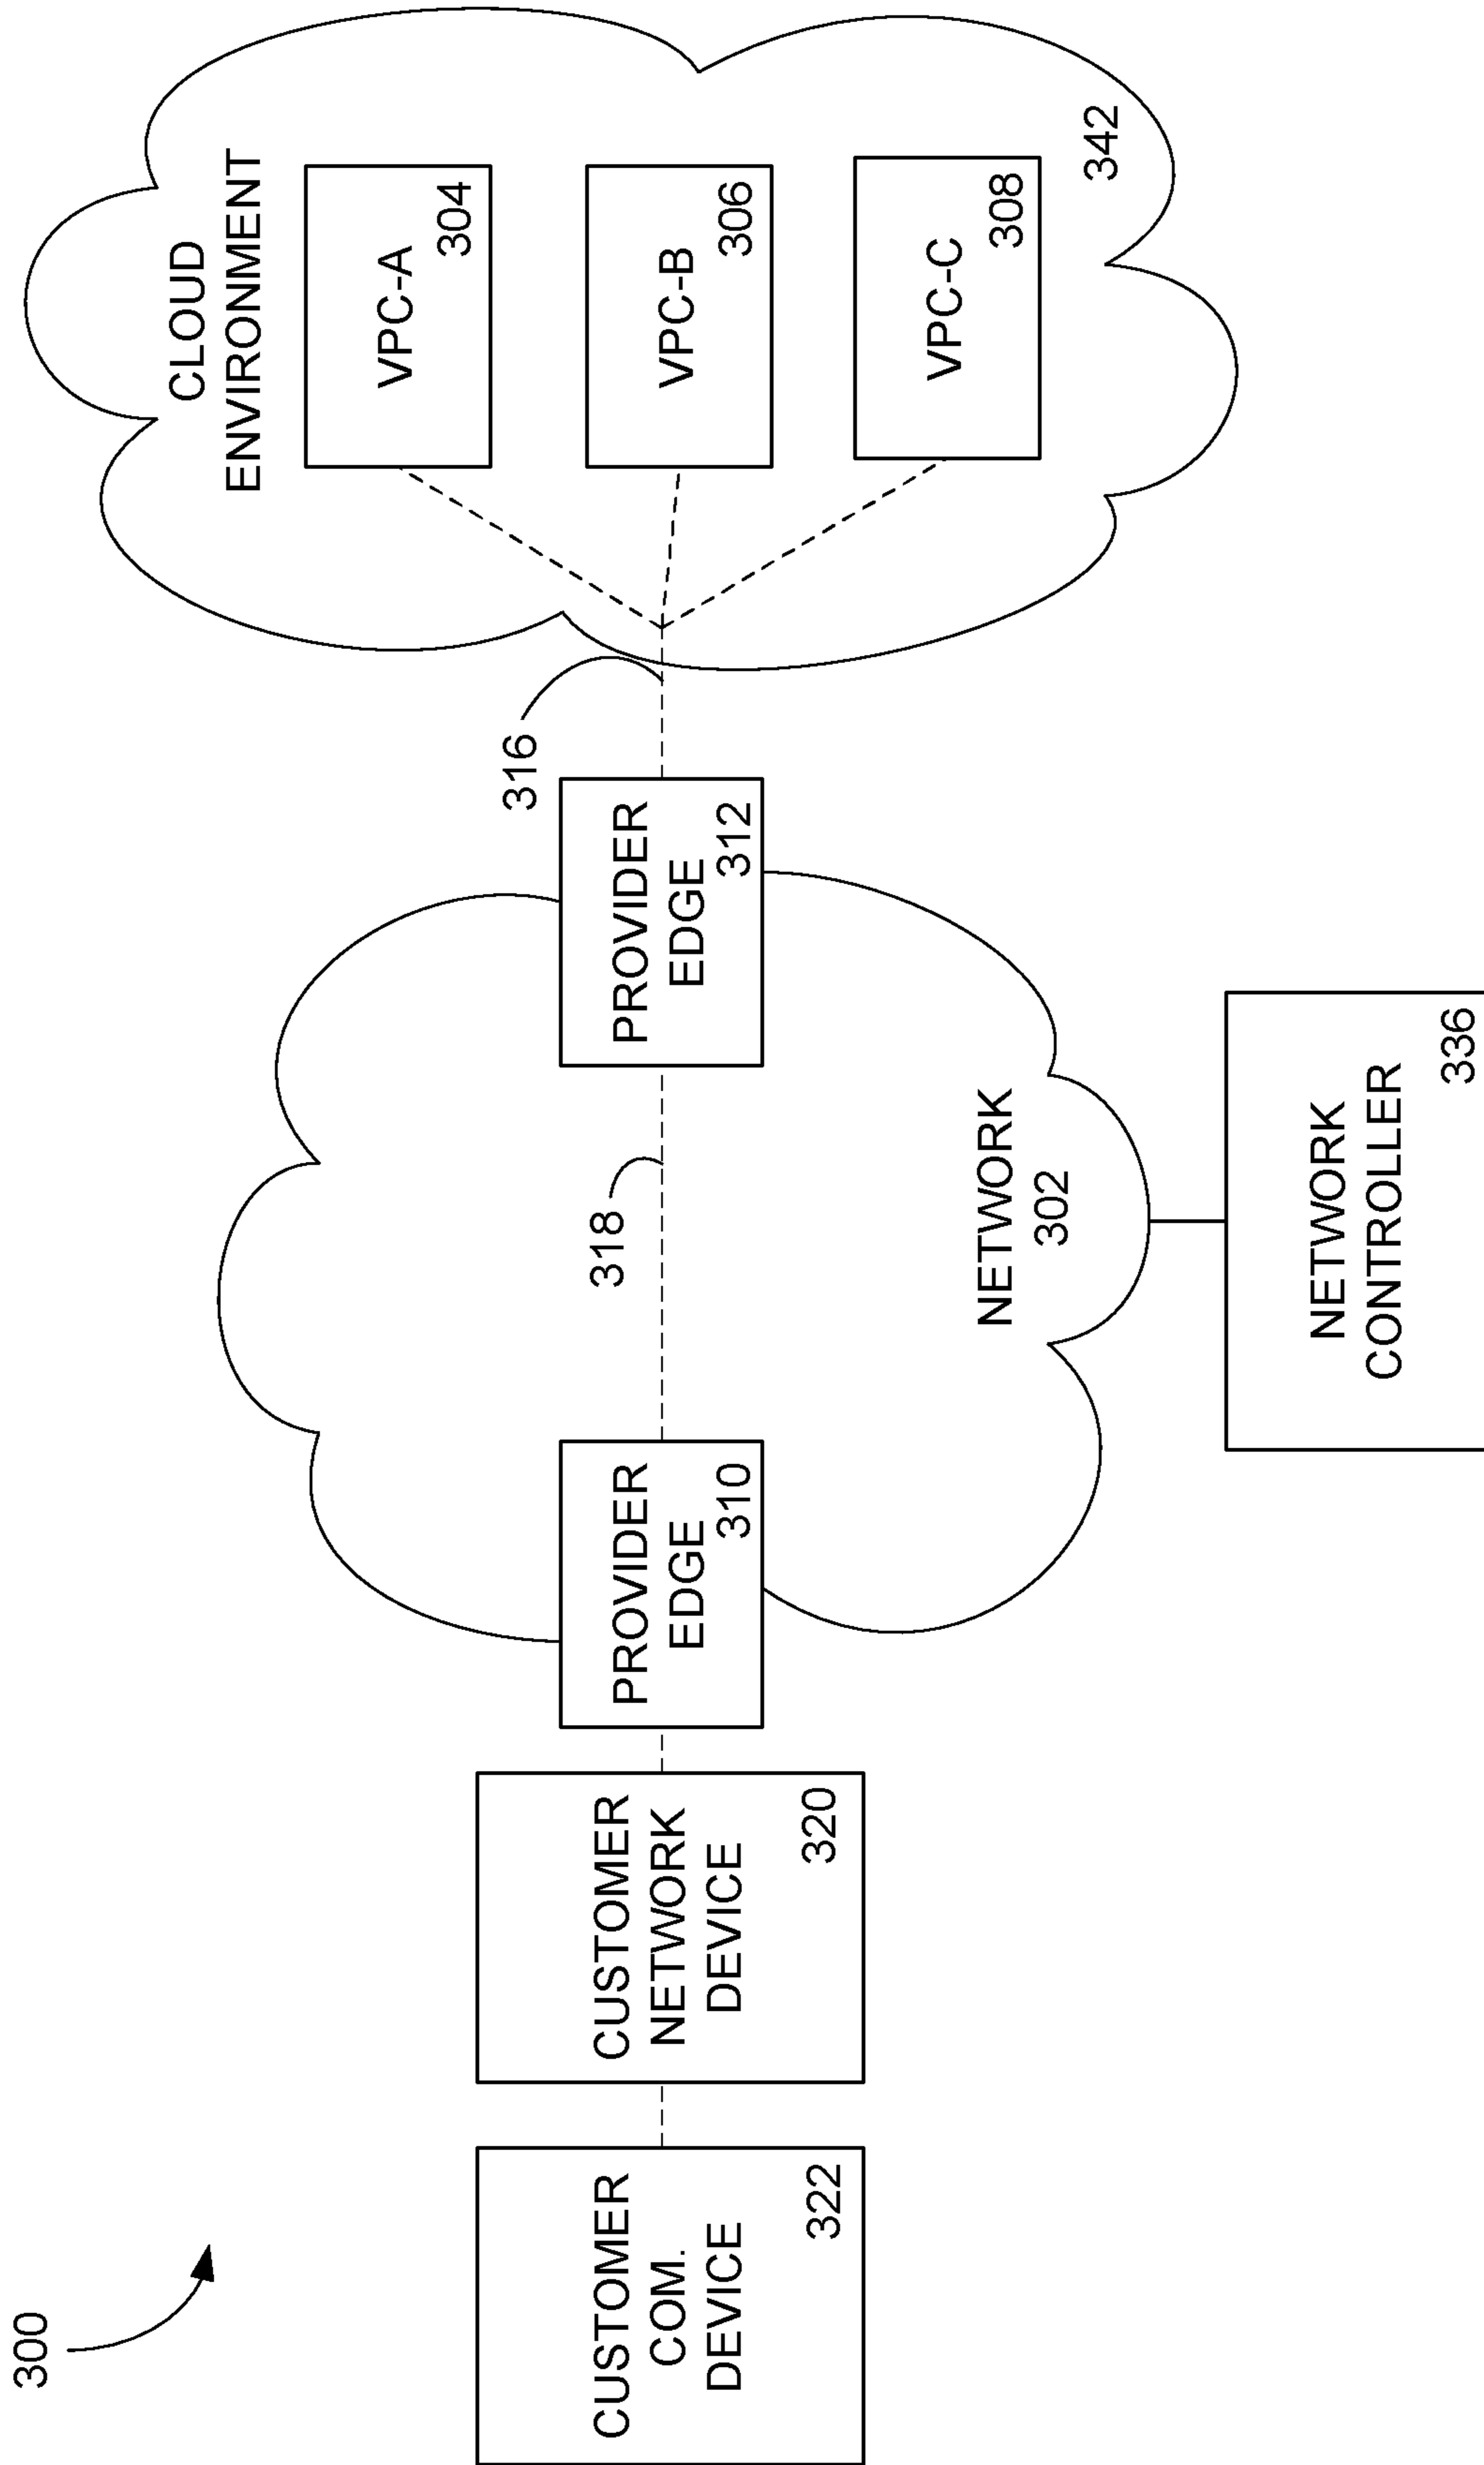 300
CUSTOMER
COM.
DEVICE
322
CUSTOMER
NETWORK
DEVICE
320
PROVIDER
EDGE
310
318
NETWORK
302
PROVIDER
EDGE
312
316
NETWORK
CONTROLLER
336
CLOUD
ENVIRONMENT
VPC-A
304
VPC-B
306
VPC-C
308
342